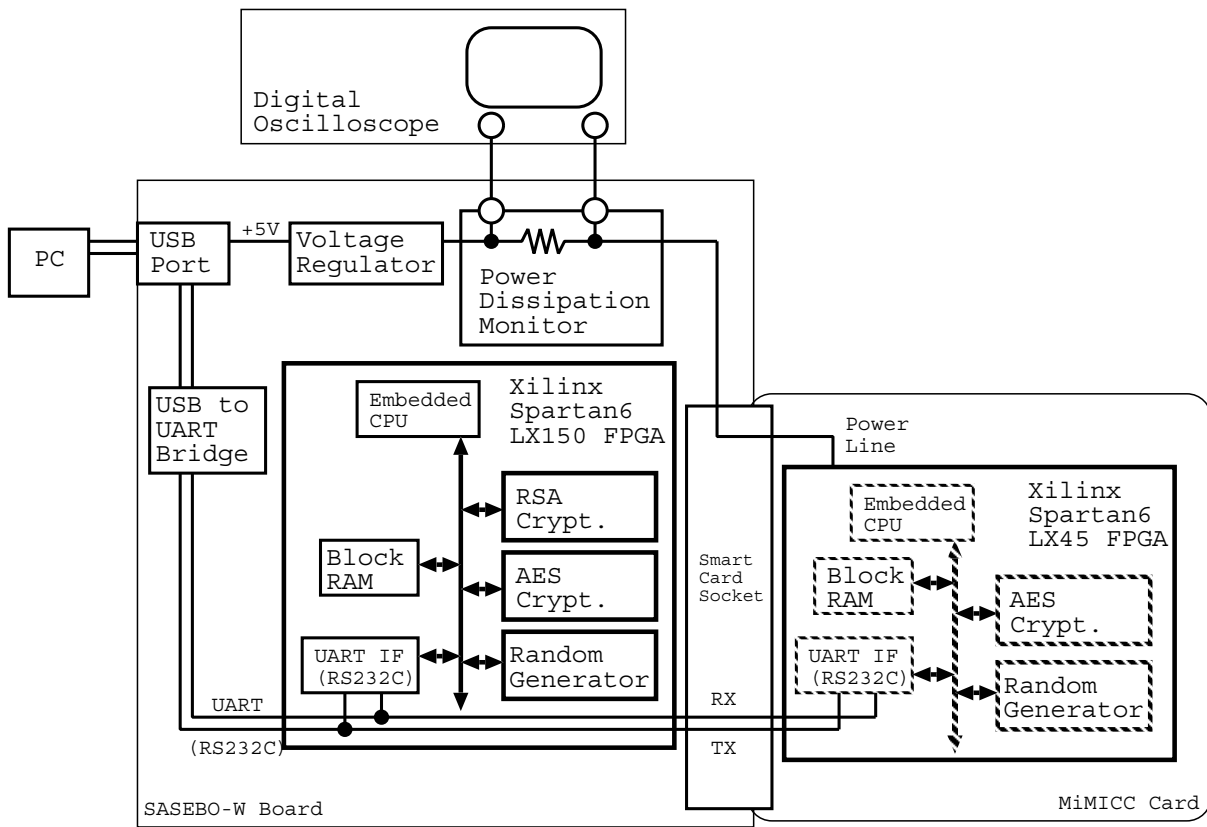 Digital
Oscilloscope
PC
USB
Port
+5V
Voltage
Regulator
Power
Dissipation
Monitor
USB to
UART
Bridge
Embedded
CPU
Xilinx
Spartan6
LX150 FPGA
RSA
Crypt.
Block
RAM
AES
Crypt.
UART IF
(RS232C)
Random
Generator
UART
(RS232C)
SASEBO-W Board
Smart
Card
Socket
RX
TX
Power
Line
Embedded
CPU
Xilinx
Spartan6
LX45 FPGA
Block
RAM
AES
Crypt.
UART IF
(RS232C)
Random
Generator
MiMICC Card